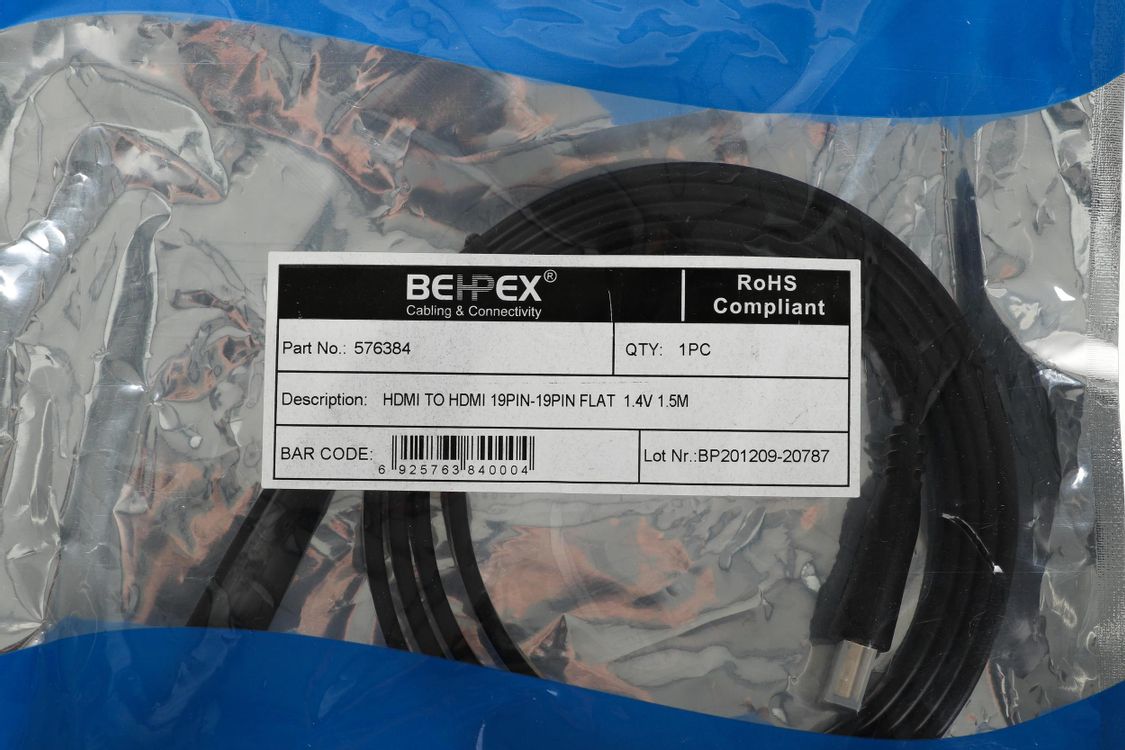 BEHPEX® RoHS
Cabling & Connectivity Compliant
Part No.: 576384 QTY: 1PC
Description: HDMI TO HDMI 19PIN-19PIN FLAT 1.4V 1.5M
BAR CODE: 6 925763 840004 Lot Nr.:BP201209-20787